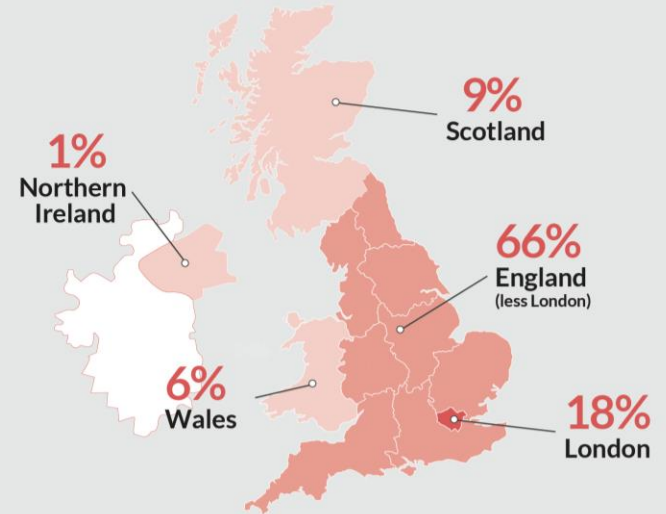 9%
Scotland
1%
Northern
Ireland
66%
England
(less London)
6%
Wales
18%
London